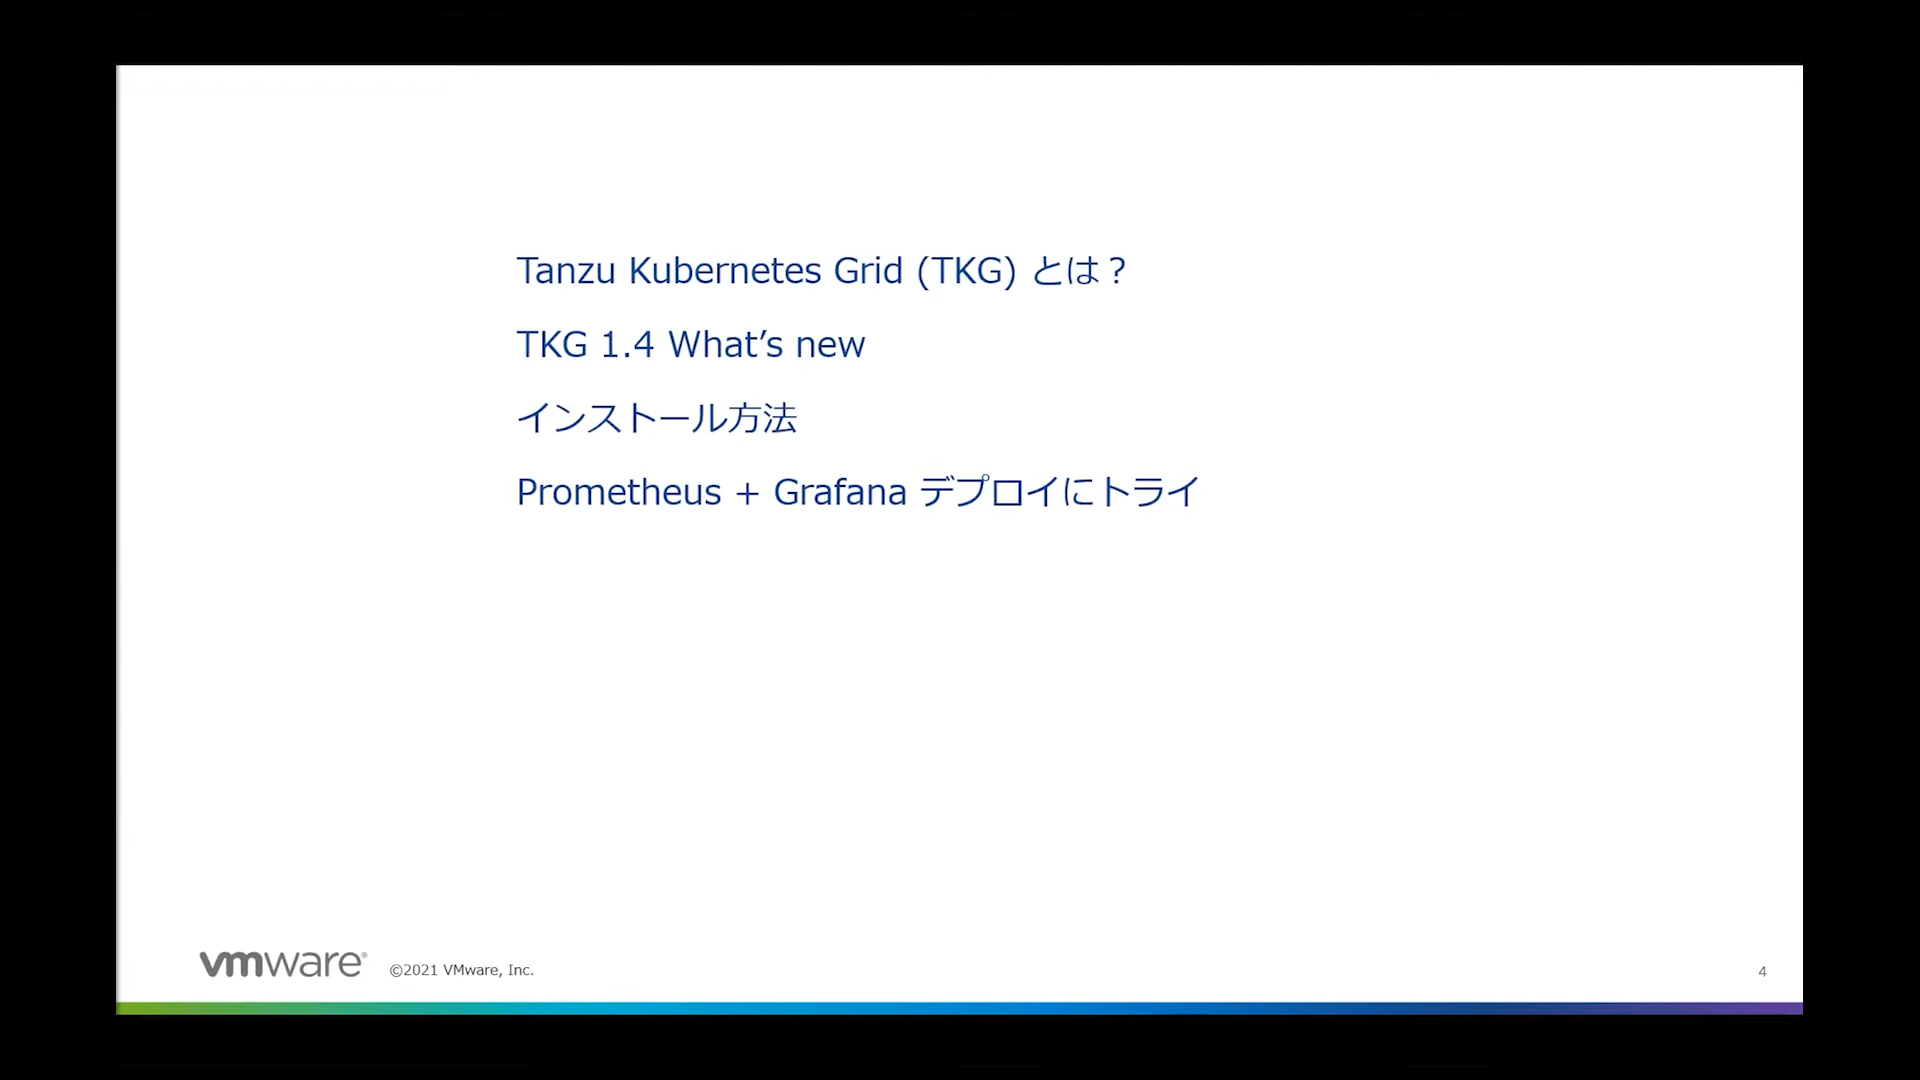 Tanzu Kubernetes Grid (TKG) とは？
TKG 1.4 What’s new
インストール方法
Prometheus + Grafana デプロイにトライ
vmware® ©2021 VMware, Inc.
4